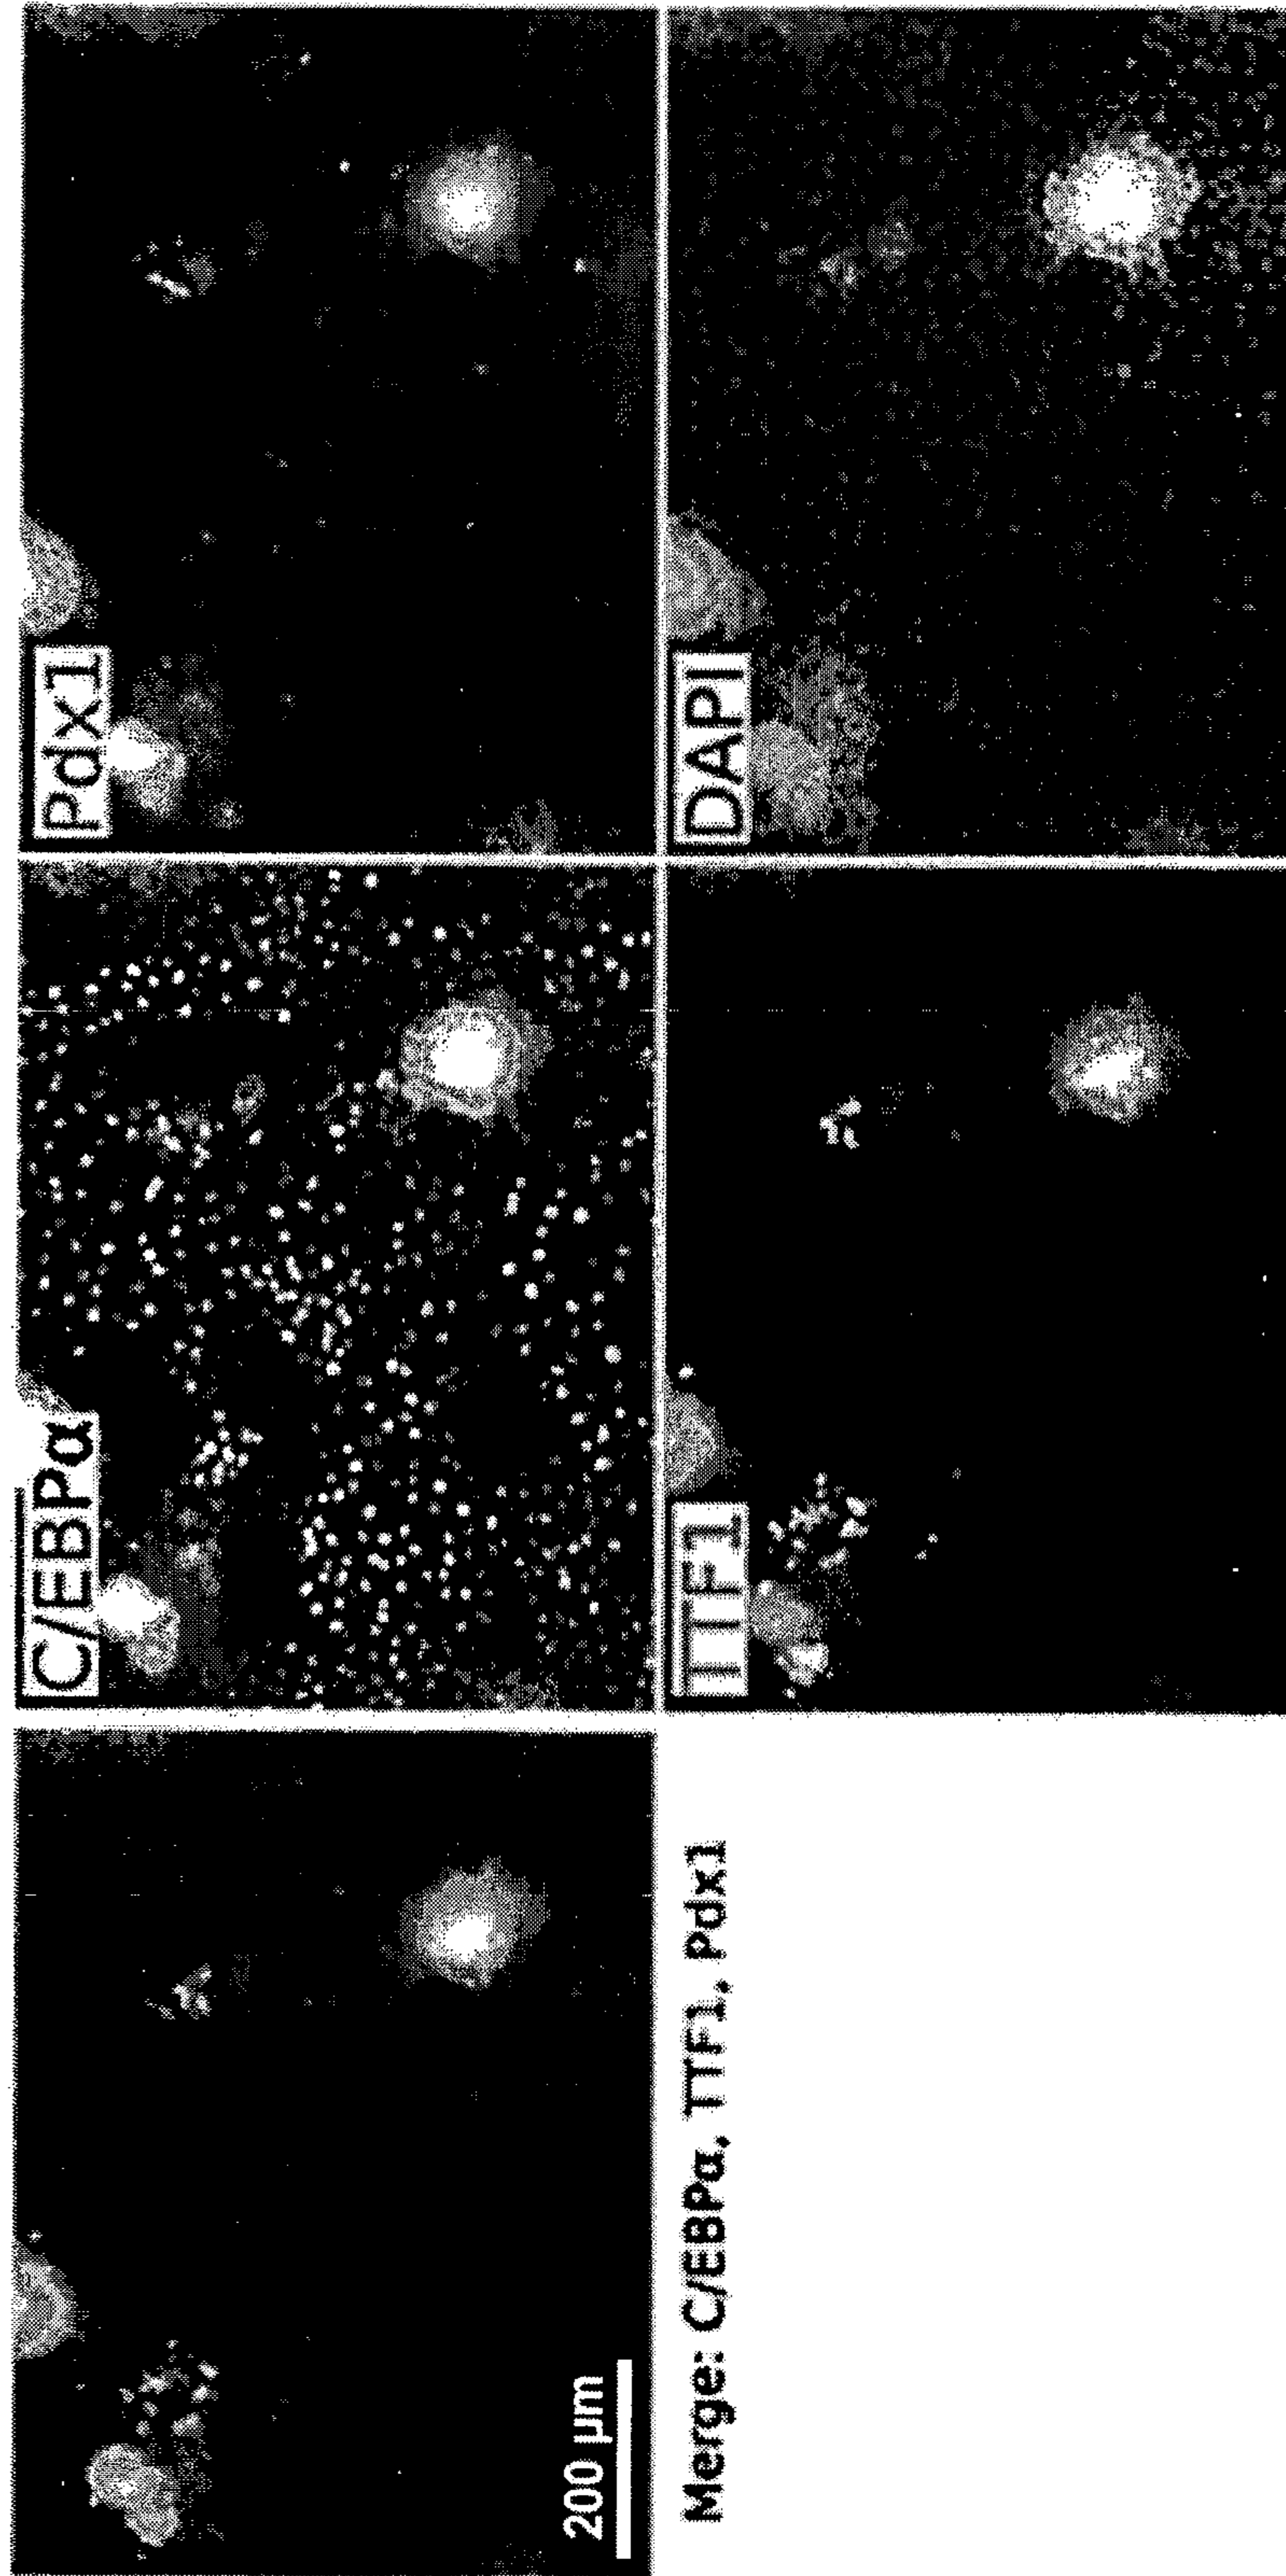 200 µm
Merge: C/EBPα, TTF1, Pdx1
C/EBPα
TTF1
Pdx1
DAPI